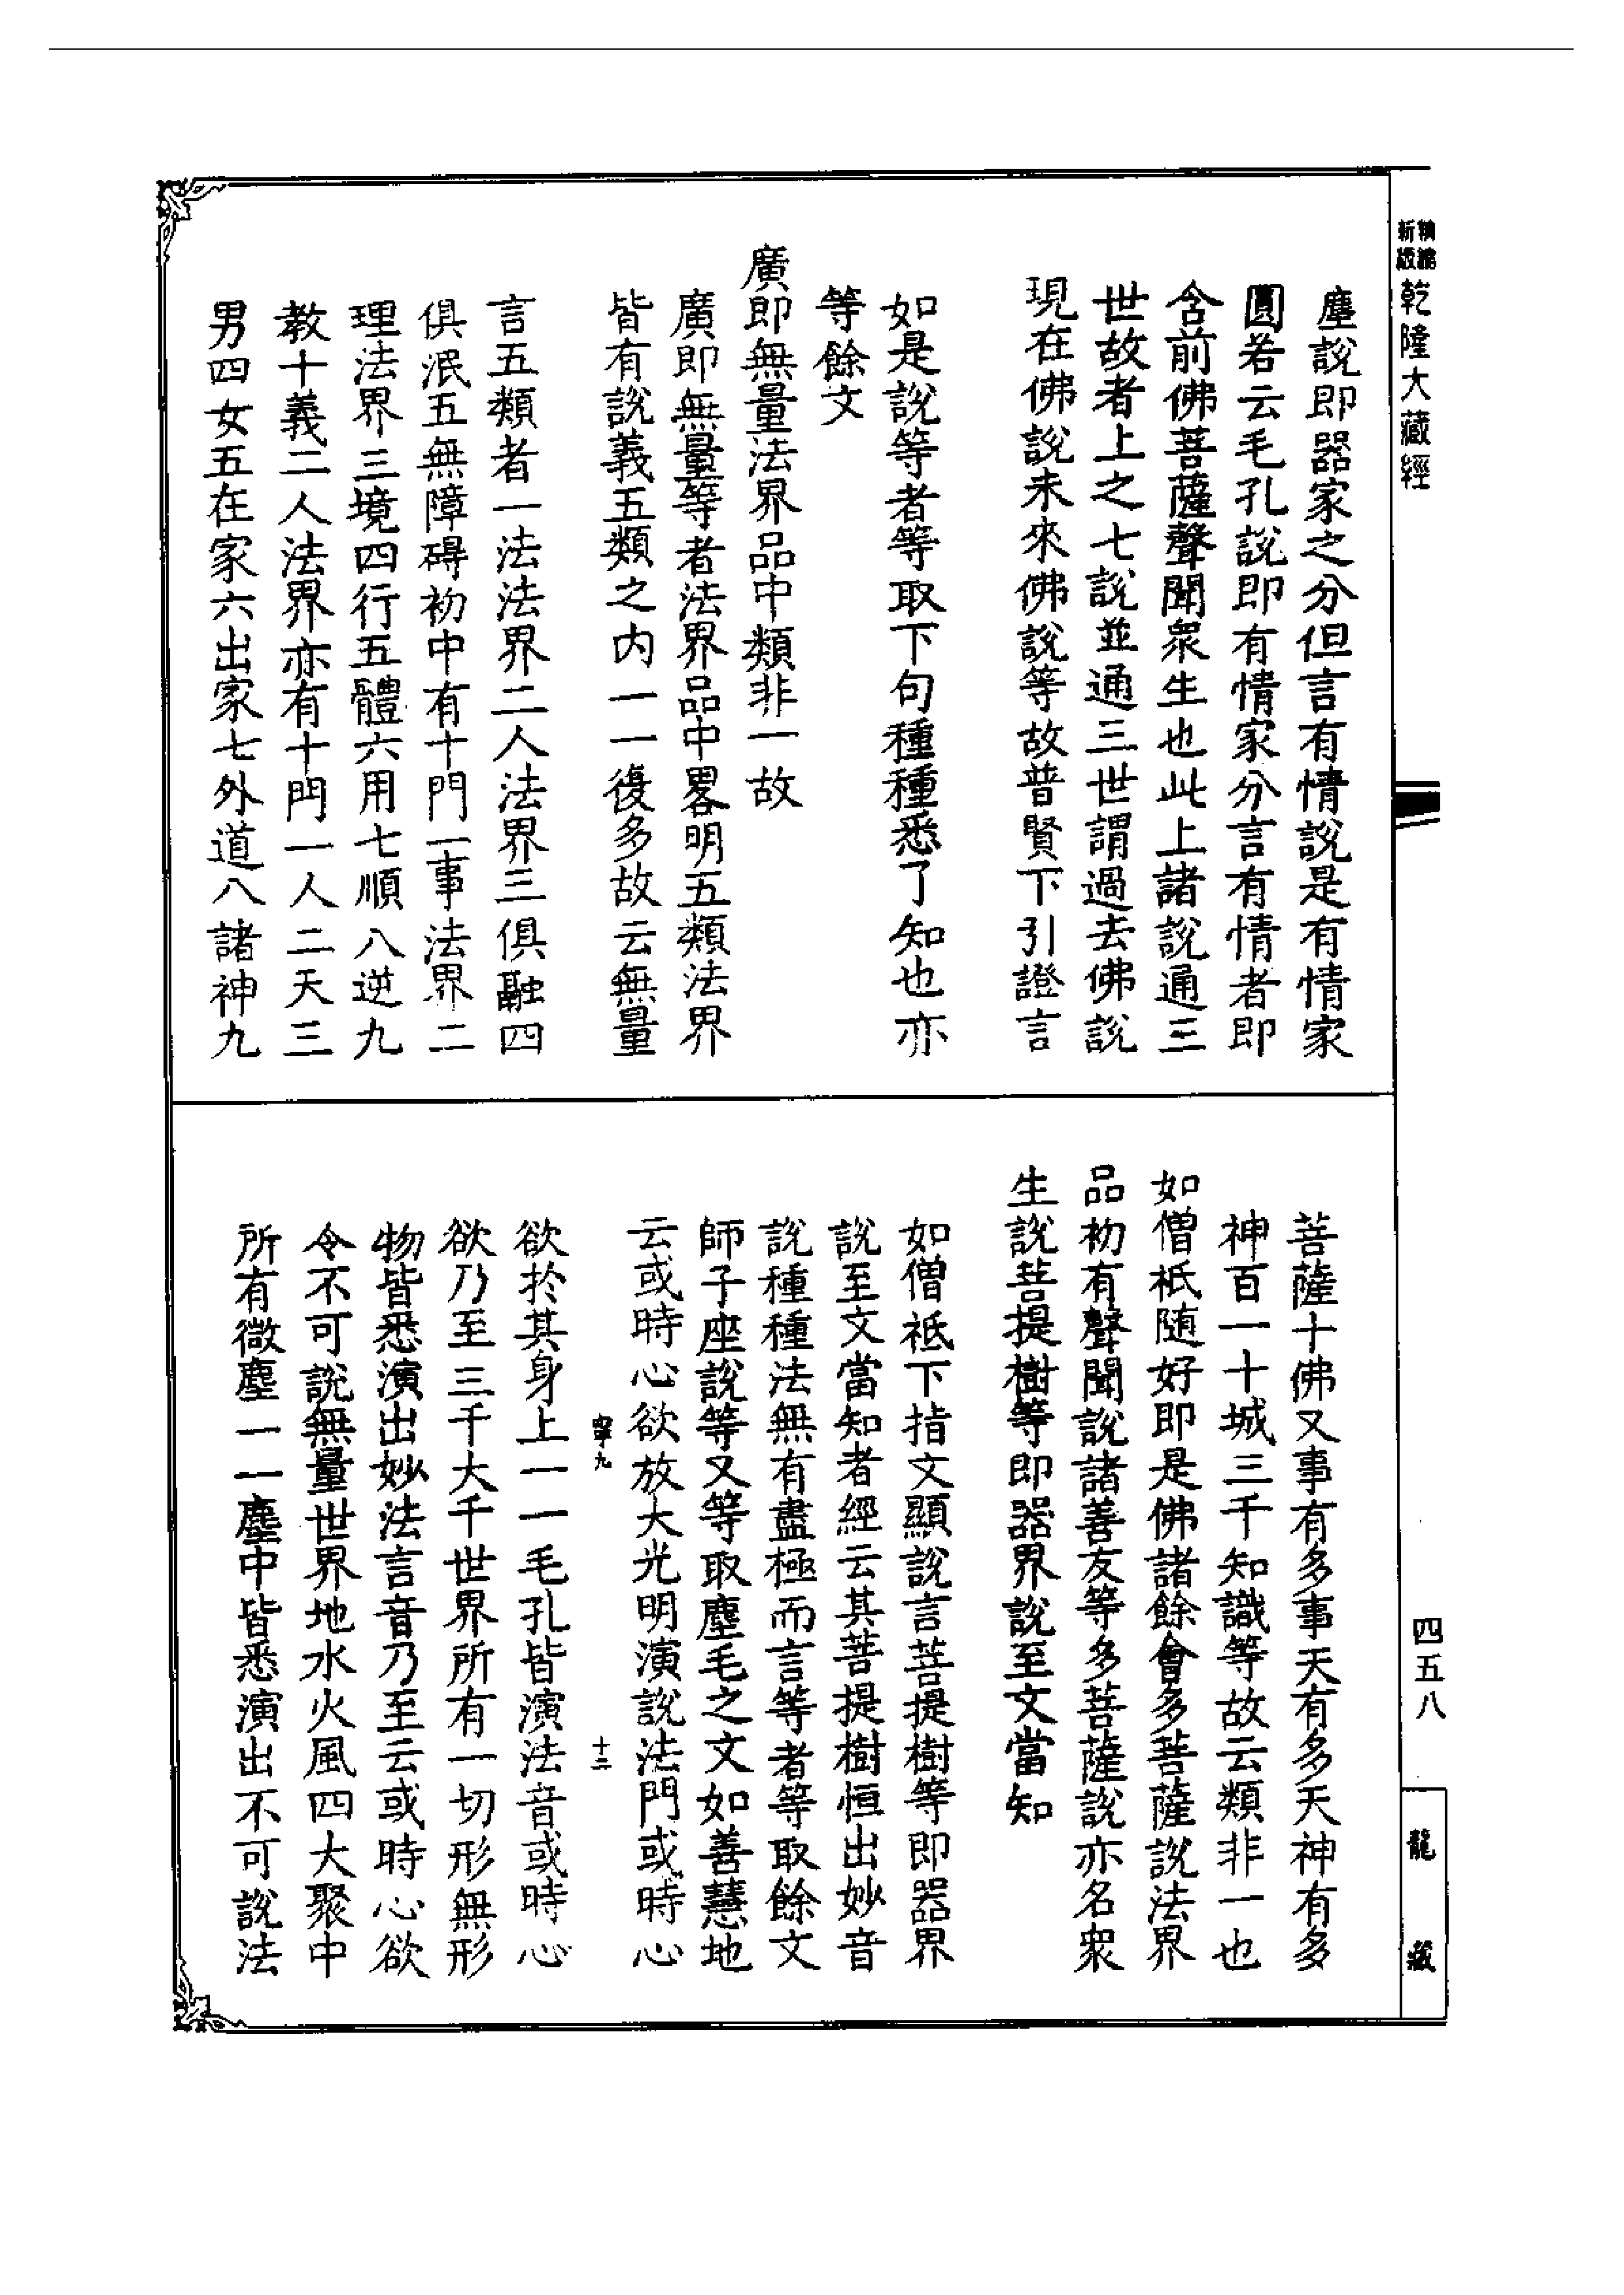 精縮新版乾隆大藏經
塵說即器家之分但言有情說是有情家
圓若云毛孔說即有情家分言有情者即
含前佛菩薩聲聞眾生也此上諸說通三
世故者上之七說並通三世謂過去佛說
現在佛說未來佛說等故普賢下引證言
如是說等者等取下句種種悉了知也亦
等餘文
廣即無量法界品中類非一故
廣即無量等者法界品中畧明五類法界
皆有說義五類之內一一復多故云無量
言五類者一法法界二人法界三俱融四
俱泯五無障碍初中有十門一事法界二
理法界三境四行五體六用七順八逆九
教十義二人法界亦有十門一人二天三
男四女五在家六出家七外道八諸神九
菩薩十佛又事有多事天有多天神有多
神百一十城三千知識等故云類非一也
如僧祇隨好即是佛諸餘會多菩薩說法界
品初有聲聞說諸善友等多菩薩說亦名眾
生說菩提樹等即器界說至文當知
如僧祇下指文顯說言菩提樹等即器界
說至文當知者經云其菩提樹恒出妙音
說種種法無有盡極而言等者等取餘文
師子座說等又等取塵毛之文如善慧地
云或時心欲放大光明演說法門或時心
十二
欲於其身上一一毛孔皆演法音或時心
欲乃至三千大千世界所有一切形無形
物皆悉演出妙法言音乃至云或時心欲
令不可說無量世界地水火風四大聚中
所有微塵一一塵中皆悉演出不可說法
四五八
龍藏